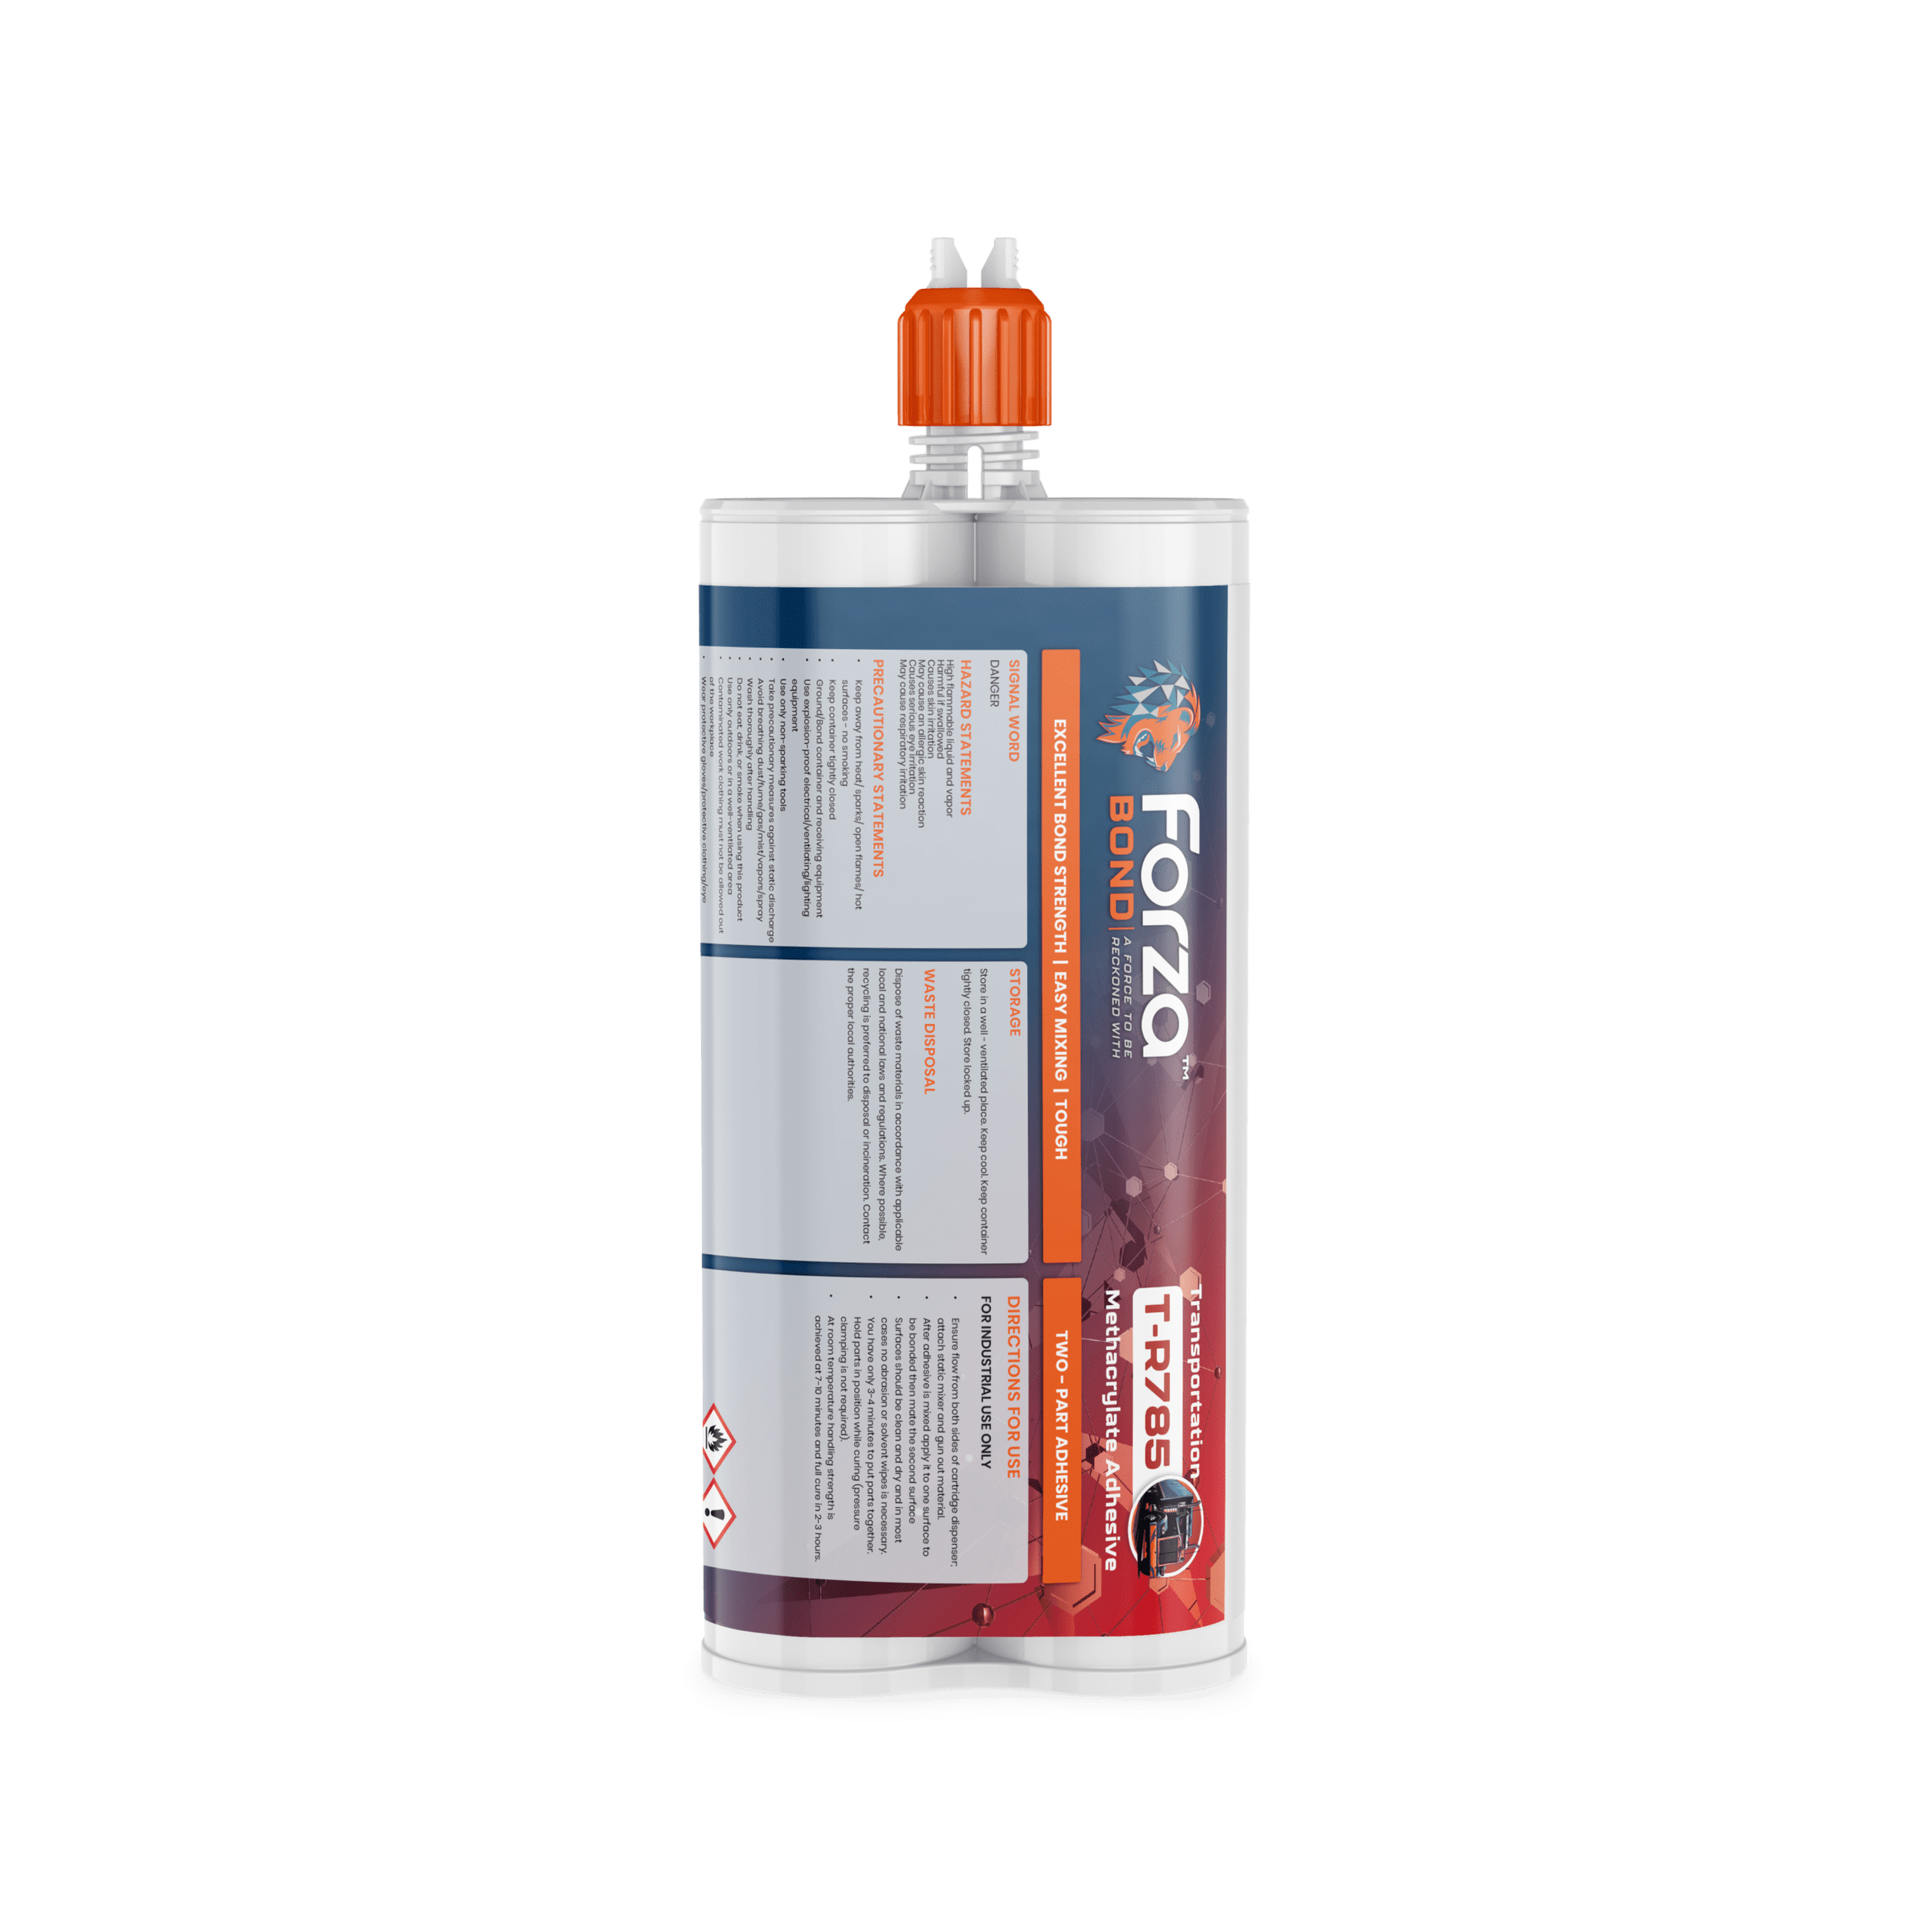 Forza™
BOND
A FORCE TO BE
RECKONED WITH
Transportation
T-R785
Methacrylate Adhesive
EXCELLENT BOND STRENGTH | EASY MIXING | TOUGH
TWO - PART ADHESIVE
SIGNAL WORD
DANGER
HAZARD STATEMENTS
High flammable liquid and vapor
Harmful if swallowed
Causes skin irritation
May cause an allergic skin reaction
Causes serious eye irritation
May cause respiratory irritation
PRECAUTIONARY STATEMENTS
• Keep away from heat/ sparks/ open flames/ hot
surfaces - no smoking
• Keep container tightly closed
• Ground/Bond container and receiving equipment
• Use explosion-proof electrical/ventilating/lighting
equipment
• Use only non-sparking tools
• Take precautionary measures against static discharge
• Avoid breathing dust/fume/gas/mist/vapors/spray
• Wash thoroughly after handling
• Do not eat, drink, or smoke when using this product
• Use only outdoors or in a well-ventilated area
• Contaminated work clothing must not be allowed out
of the workplace
• Wear protective gloves/protective clothing/eye
STORAGE
Store in a well - ventilated place. Keep cool. Keep container
tightly closed. Store locked up.
WASTE DISPOSAL
Dispose of waste materials in accordance with applicable
local and national laws and regulations. Where possible,
recycling is preferred to disposal or incineration. Contact
the proper local authorities.
DIRECTIONS FOR USE
FOR INDUSTRIAL USE ONLY
• Ensure flow from both sides of cartridge dispenser;
attach static mixer and gun out material.
• After adhesive is mixed apply it to one surface to
be bonded then mate the second surface
• Surfaces should be clean and dry and in most
cases no abrasion or solvent wipes is necessary.
• You have only 3-4 minutes to put parts together.
Hold parts in position while curing (pressure
clamping is not required).
• At room temperature handling strength is
achieved at 7-10 minutes and full cure in 2-3 hours.